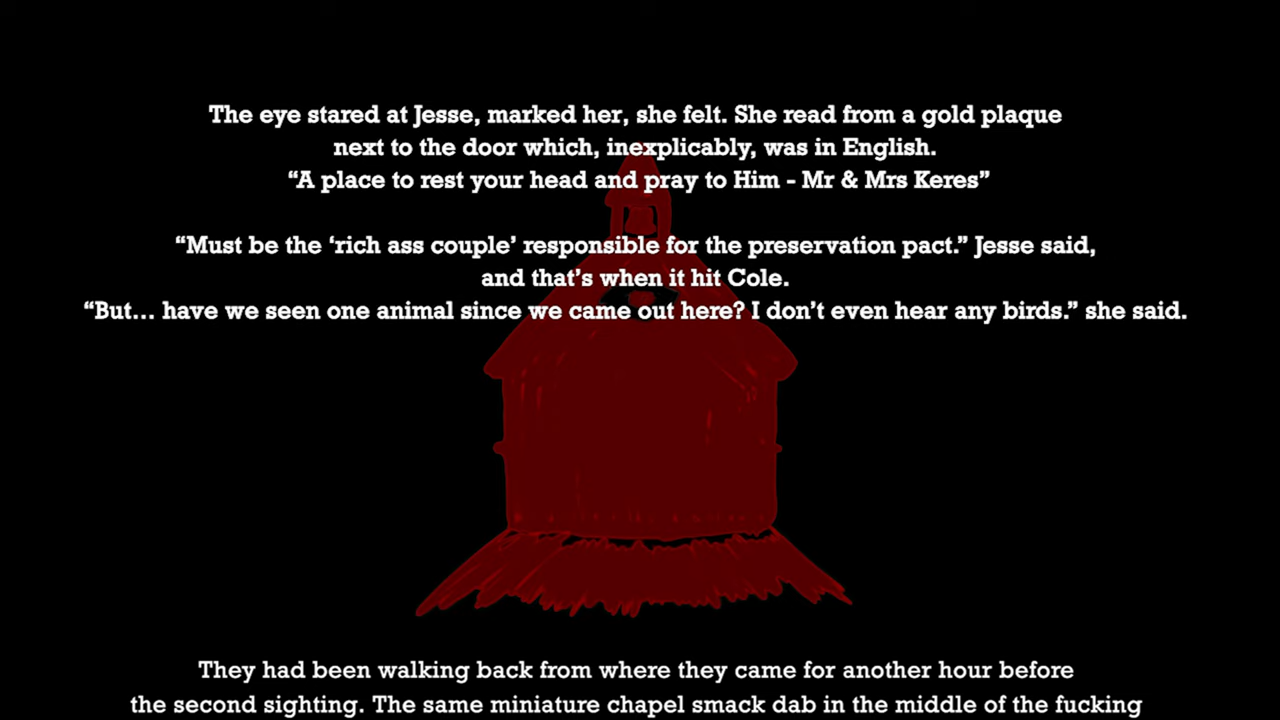 The eye stared at Jesse, marked her, she felt. She read from a gold plaque
next to the door which, inexplicably, was in English.
“A place to rest your head and pray to Him - Mr & Mrs Keres”
“Must be the ‘rich ass couple’ responsible for the preservation pact.” Jesse said,
and that’s when it hit Cole.
“But... have we seen one animal since we came out here? I don’t even hear any birds.” she said.
They had been walking back from where they came for another hour before
the second sighting. The same miniature chapel smack dab in the middle of the fucking